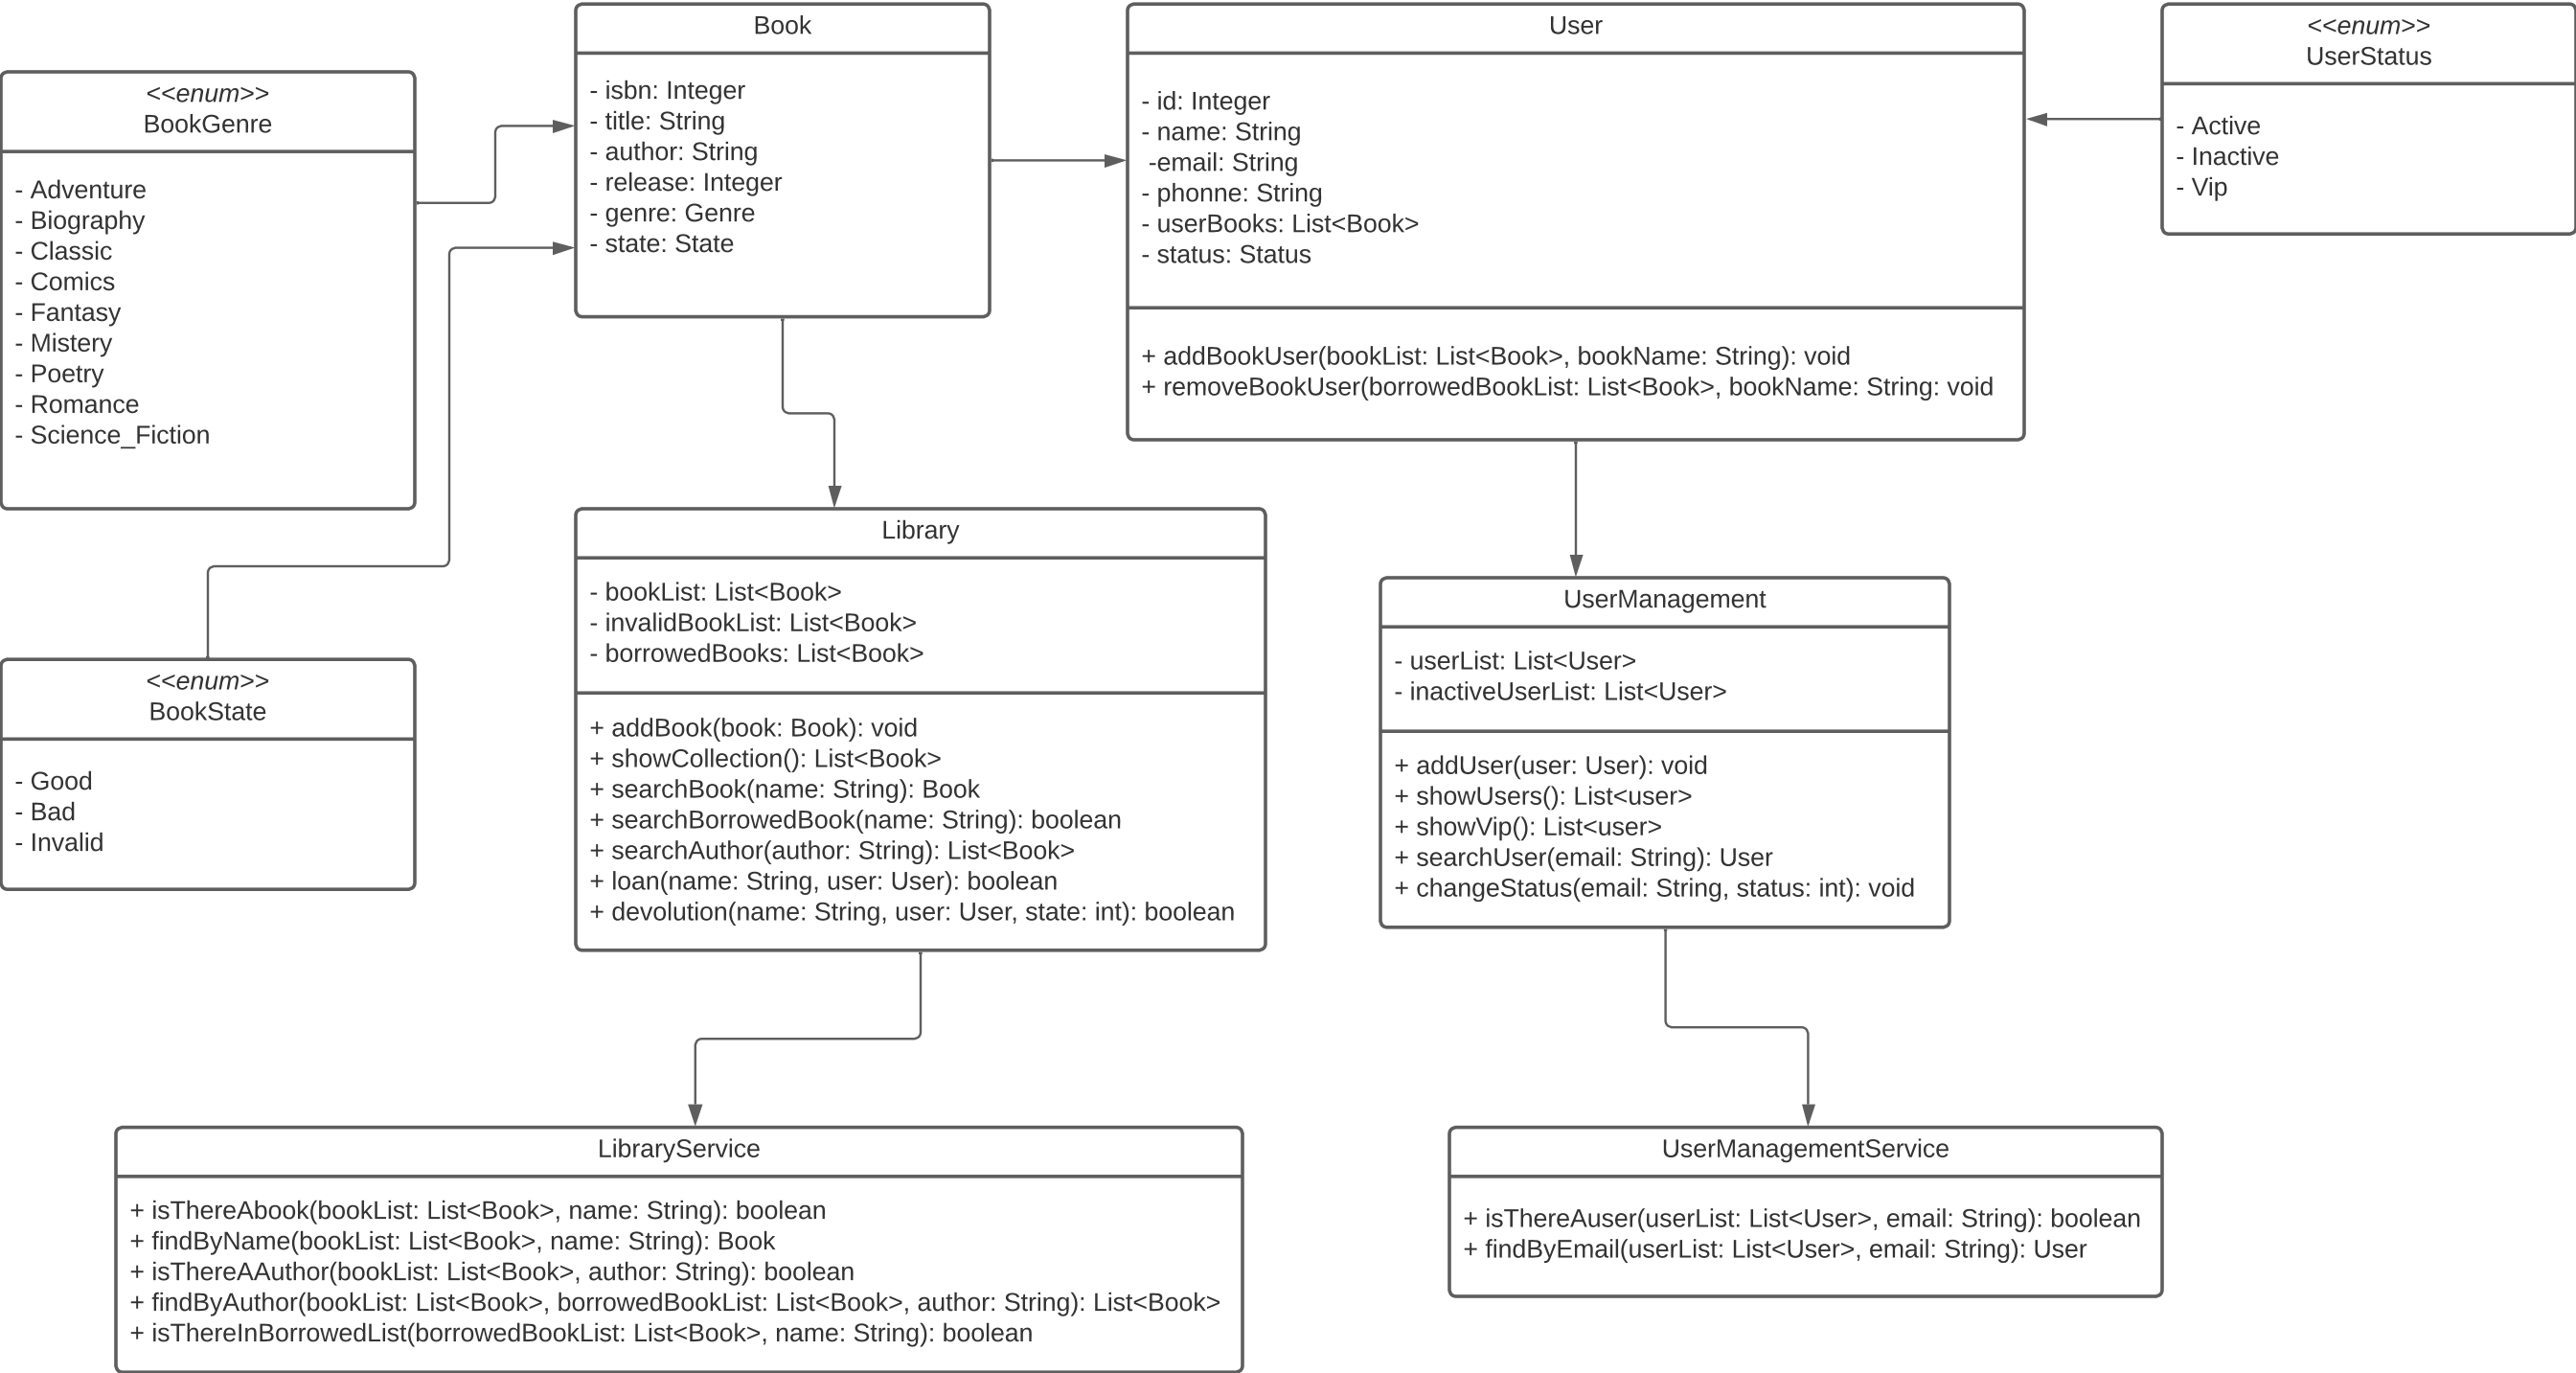 <<enum>>
BookGenre
- Adventure
- Biography
- Classic
- Comics
- Fantasy
- Mistery
- Poetry
- Romance
- Science_Fiction
Book
- isbn: Integer
- title: String
- author: String
- release: Integer
- genre: Genre
- state: State
User
- id: Integer
- name: String
-email: String
- phonne: String
- userBooks: List<Book>
- status: Status
+ addBookUser(bookList: List<Book>, bookName: String): void
+ removeBookUser(borrowedBookList: List<Book>, bookName: String: void
<<enum>>
UserStatus
- Active
- Inactive
- Vip
<<enum>>
BookState
- Good
- Bad
- Invalid
Library
- bookList: List<Book>
- invalidBookList: List<Book>
- borrowedBooks: List<Book>
+ addBook(book: Book): void
+ showCollection(): List<Book>
+ searchBook(name: String): Book
+ searchBorrowedBook(name: String): boolean
+ searchAuthor(author: String): List<Book>
+ loan(name: String, user: User): boolean
+ devolution(name: String, user: User, state: int): boolean
UserManagement
- userList: List<User>
- inactiveUserList: List<User>
+ addUser(user: User): void
+ showUsers(): List<user>
+ showVip(): List<user>
+ searchUser(email: String): User
+ changeStatus(email: String, status: int): void
LibraryService
+ isThereAbook(bookList: List<Book>, name: String): boolean
+ findByName(bookList: List<Book>, name: String): Book
+ isThereAAuthor(bookList: List<Book>, author: String): boolean
+ findByAuthor(bookList: List<Book>, borrowedBookList: List<Book>, author: String): List<Book>
+ isThereInBorrowedList(borrowedBookList: List<Book>, name: String): boolean
UserManagementService
+ isThereAuser(userList: List<User>, email: String): boolean
+ findByEmail(userList: List<User>, email: String): User